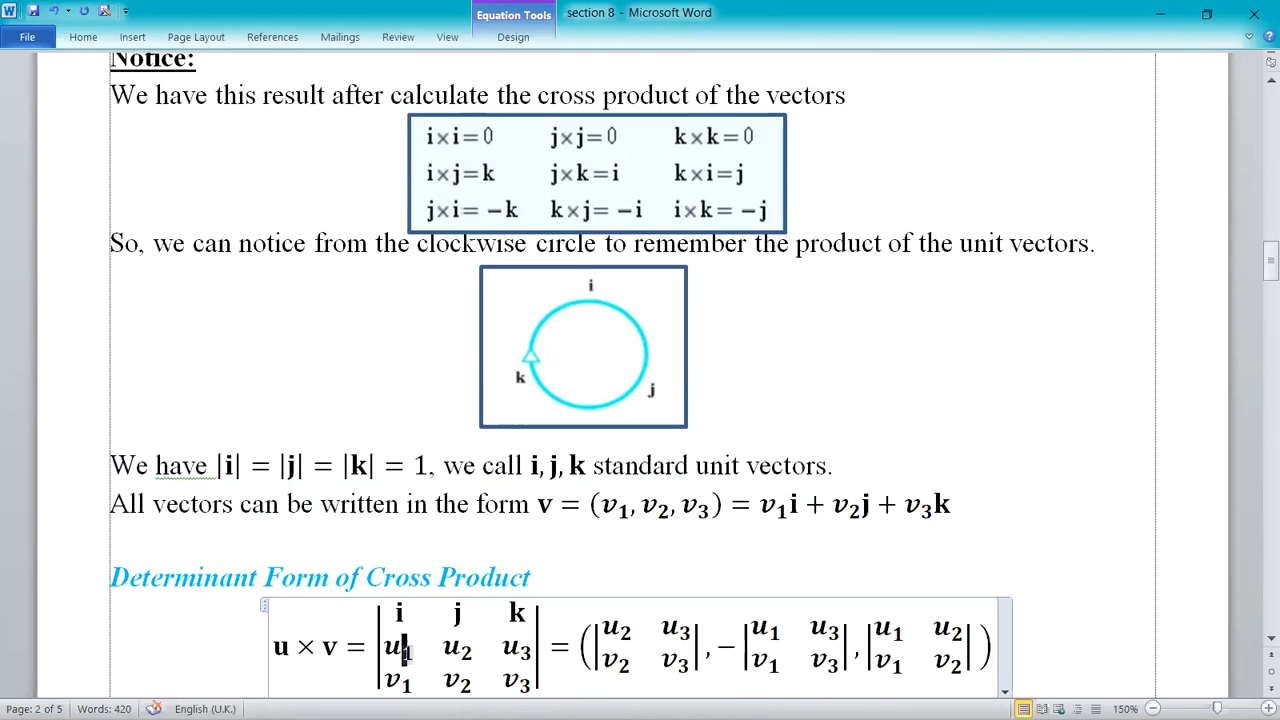 Equation Tools
section 8 - Microsoft Word
File Home Insert Page Layout References Mailings Review View Design
Notice:
We have this result after calculate the cross product of the vectors
i×i=0 j×j=0 k×k=0
i×j=k j×k=i k×i=j
j×i=−k k×j=−i i×k=−j
So, we can notice from the clockwise circle to remember the product of the unit vectors.
i
k
j
We have |i| = |j| = |k| = 1, we call i, j, k standard unit vectors.
All vectors can be written in the form v = (v₁, v₂, v₃) = v₁i + v₂j + v₃k
Determinant Form of Cross Product
u × v = |i j k; u₁ u₂ u₃; v₁ v₂ v₃| = (|u₂ u₃; v₂ v₃|, −|u₁ u₃; v₁ v₃|, |u₁ u₂; v₁ v₂|)
Page: 2 of 5 Words: 420 English (U.K.) 150%